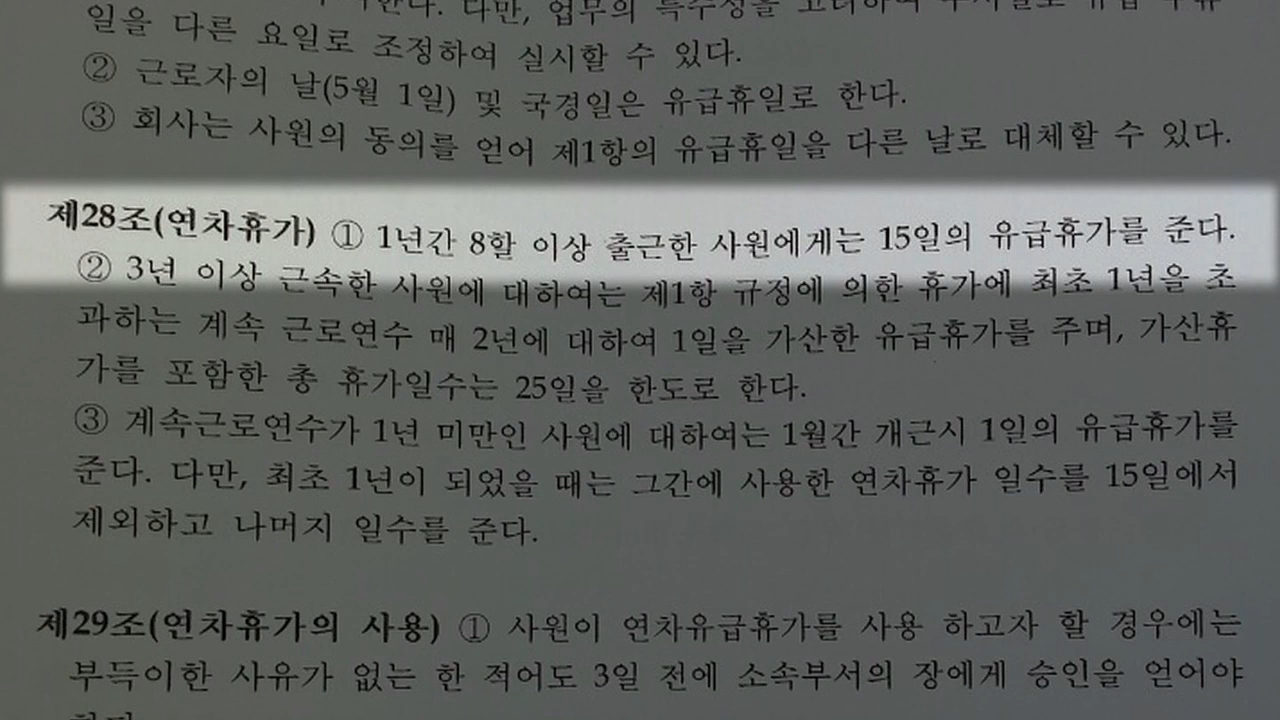 다만, 업무의 특수성을 고려하여
일을 다른 요일로 조정하여 실시할 수 있다.
② 근로자의 날(5월 1일) 및 국경일은 유급휴일로 한다.
③ 회사는 사원의 동의를 얻어 제1항의 유급휴일을 다른 날로 대체할 수 있다.
제28조(연차휴가) ① 1년간 8할 이상 출근한 사원에게는 15일의 유급휴가를 준다.
② 3년 이상 근속한 사원에 대하여는 제1항 규정에 의한 휴가에 최초 1년을 초
과하는 계속 근로연수 매 2년에 대하여 1일을 가산한 유급휴가를 주며, 가산휴
가를 포함한 총 휴가일수는 25일을 한도로 한다.
③ 계속근로연수가 1년 미만인 사원에 대하여는 1월간 개근시 1일의 유급휴가를
준다. 다만, 최초 1년이 되었을 때는 그간에 사용한 연차휴가 일수를 15일에서
제외하고 나머지 일수를 준다.
제29조(연차휴가의 사용) ① 사원이 연차유급휴가를 사용 하고자 할 경우에는
부득이한 사유가 없는 한 적어도 3일 전에 소속부서의 장에게 승인을 얻어야